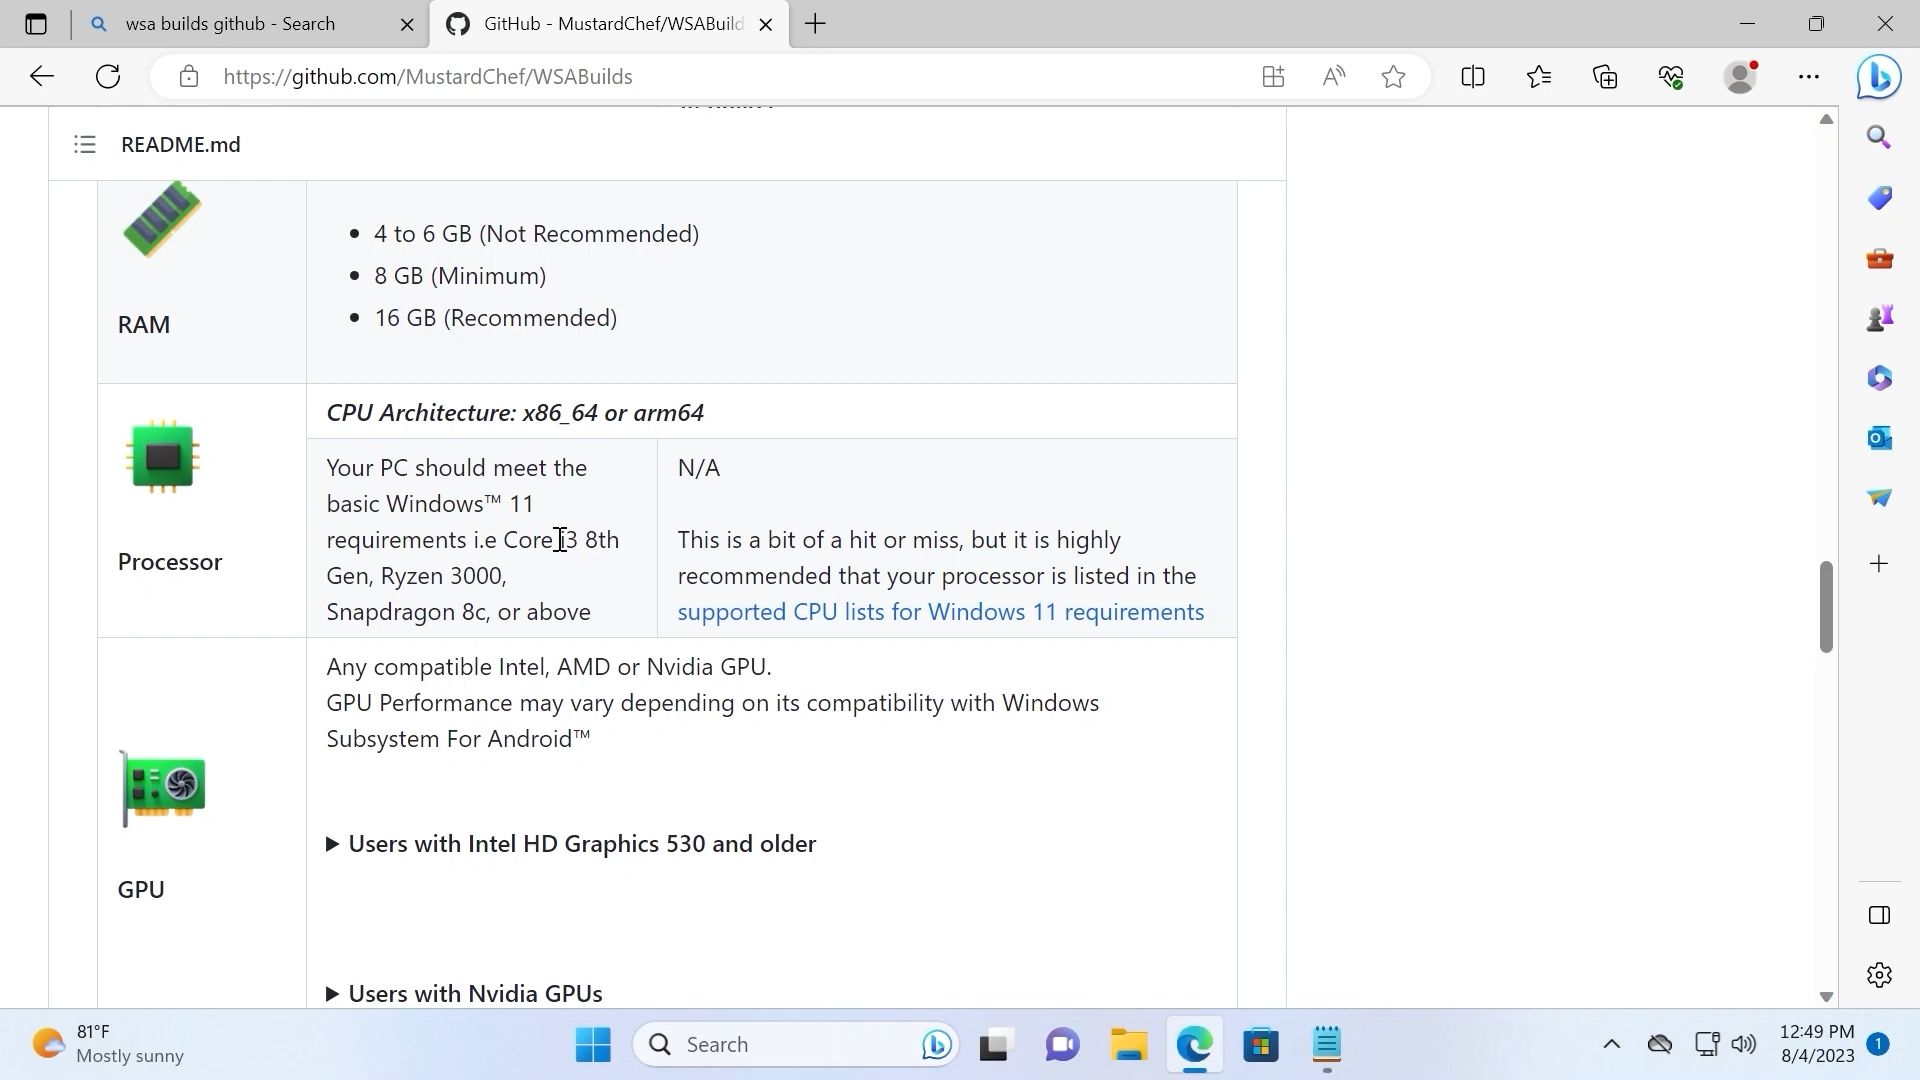 wsa builds github - Search
GitHub - MustardChef/WSABuild
https://github.com/MustardChef/WSABuilds
README.md
• 4 to 6 GB (Not Recommended)
• 8 GB (Minimum)
• 16 GB (Recommended)
RAM
CPU Architecture: x86_64 or arm64
Your PC should meet the
basic Windows™ 11
requirements i.e Core i3 8th
Gen, Ryzen 3000,
Snapdragon 8c, or above
N/A
This is a bit of a hit or miss, but it is highly
recommended that your processor is listed in the
supported CPU lists for Windows 11 requirements
Processor
Any compatible Intel, AMD or Nvidia GPU.
GPU Performance may vary depending on its compatibility with Windows
Subsystem For Android™
▶ Users with Intel HD Graphics 530 and older
GPU
▶ Users with Nvidia GPUs
81°F
Mostly sunny
Search
12:49 PM
8/4/2023
1